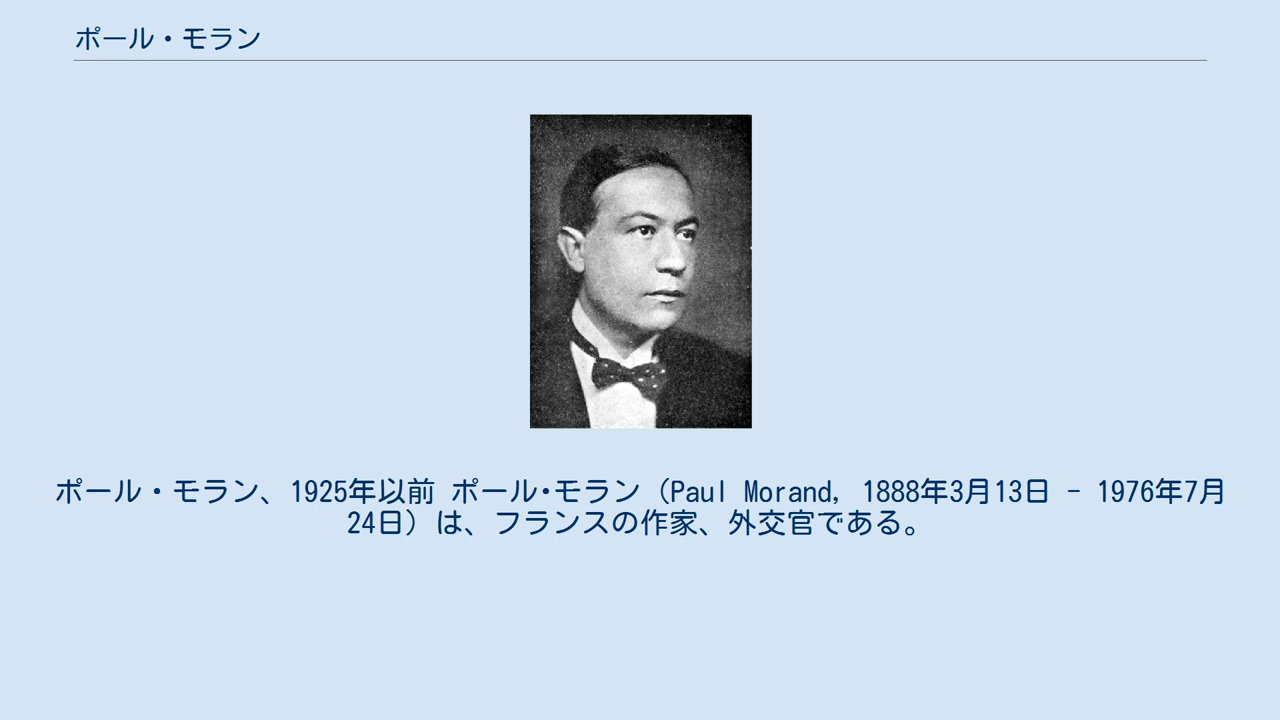 ポール・モラン
ポール・モラン、1925年以前 ポール･モラン（Paul Morand, 1888年3月13日 - 1976年7月
24日）は、フランスの作家、外交官である。